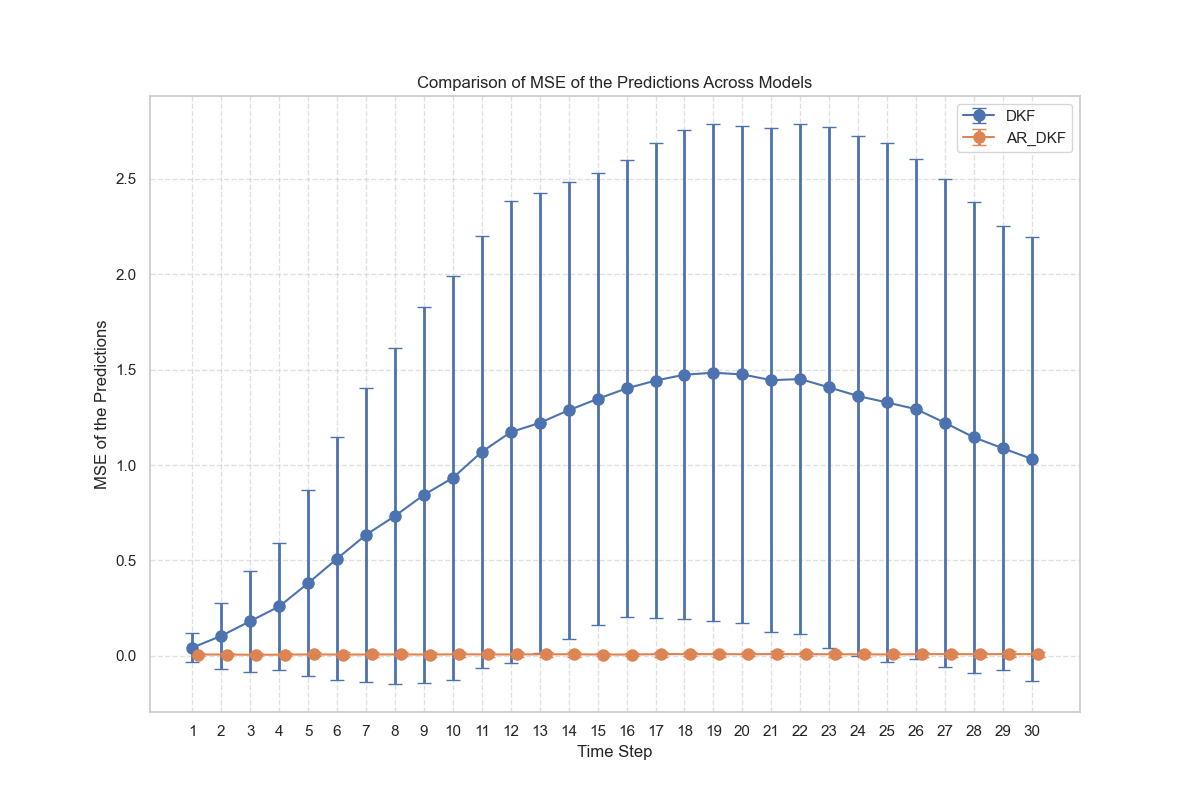 Comparison of MSE of the Predictions Across Models
DKF
AR_DKF
MSE of the Predictions
2.5
2.0
1.5
1.0
0.5
0.0
1 2 3 4 5 6 7 8 9 10 11 12 13 14 15 16 17 18 19 20 21 22 23 24 25 26 27 28 29 30
Time Step